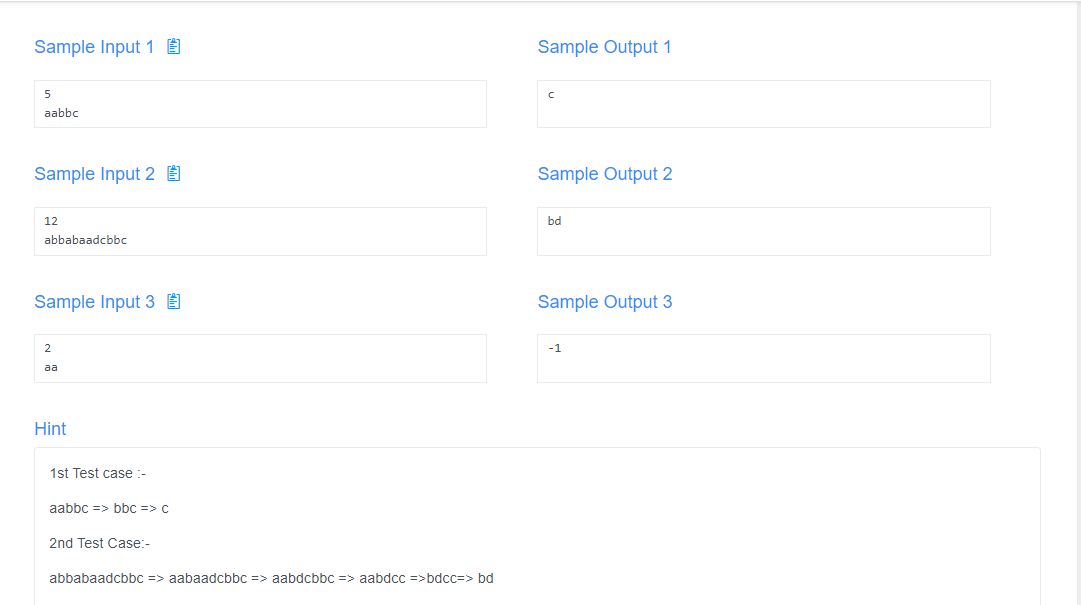 Sample Input 1
Sample Output 1
5
aabbc
c
Sample Input 2
Sample Output 2
12
abbabaadcbbc
bd
Sample Input 3
Sample Output 3
2
aa
-1
Hint
1st Test case :-
aabbc => bbc => c
2nd Test Case:-
abbabaadcbbc => aabaadcbbc => aabdcbbc => aabdcc =>bdcc=> bd